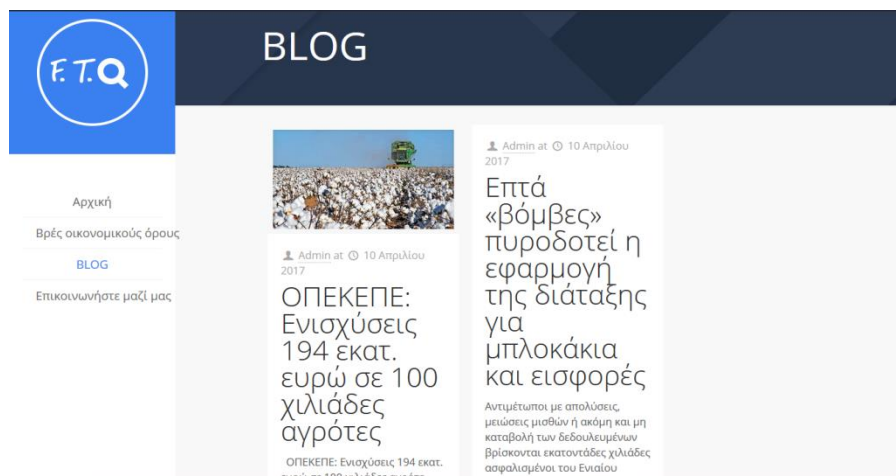 F.T.
BLOG
Αρχική
Βρές οικονομικούς όρους
BLOG
Επικοινωνήστε μαζί μας
Admin at 10 Απριλίου
2017
ΟΠΕΚΕΠΕ:
Ενισχύσεις
194 εκατ.
ευρώ σε 100
χιλιάδες
αγρότες
ΟΠΕΚΕΠΕ: Ενισχύσεις 194 εκατ.
Admin at 10 Απριλίου
2017
Επτά
«βόμβες»
πυροδοτεί η
εφαρμογή
της διάταξης
για
μπλοκάκια
και εισφορές
Αντιμέτωποι με απολύσεις,
μειώσεις μισθών ή ακόμη και μη
καταβολή των δεδουλευμένων
βρίσκονται εκατοντάδες χιλιάδες
ασφαλισμένοι του Ενιαίου